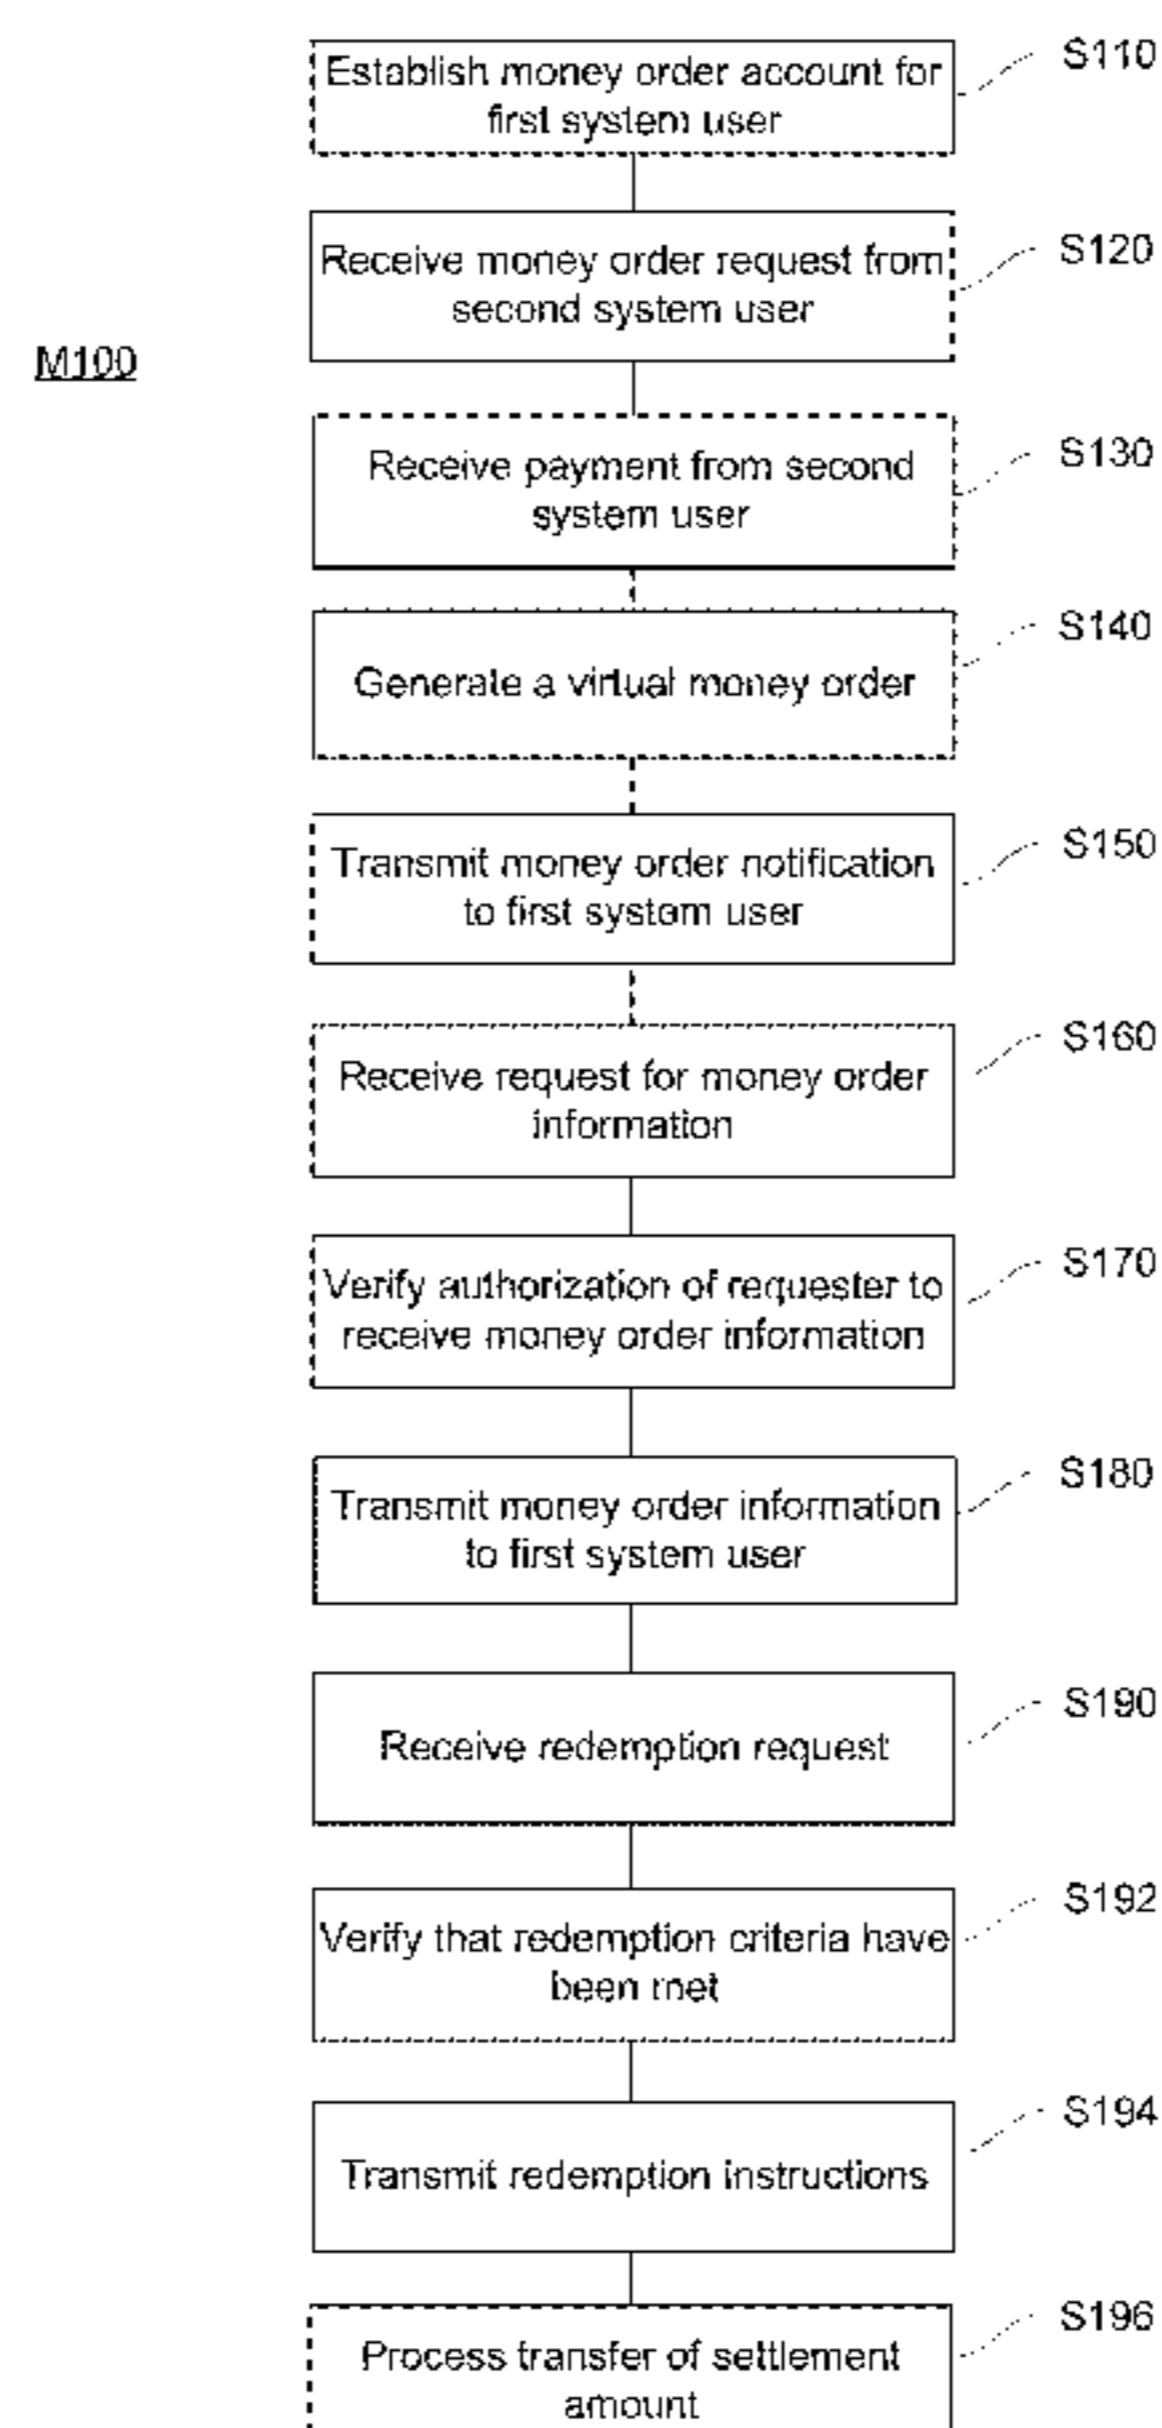 S110
Establish money order account for
first system user
S120
Receive money order request from
second system user
M100
S130
Receive payment from second
system user
S140
Generate a virtual money order
S150
Transmit money order notification
to first system user
S160
Receive request for money order
information
S170
Verify authorization of requester to
receive money order information
S180
Transmit money order information
to first system user
S190
Receive redemption request
S192
Verify that redemption criteria have
been met
S194
Transmit redemption instructions
S196
Process transfer of settlement
amount